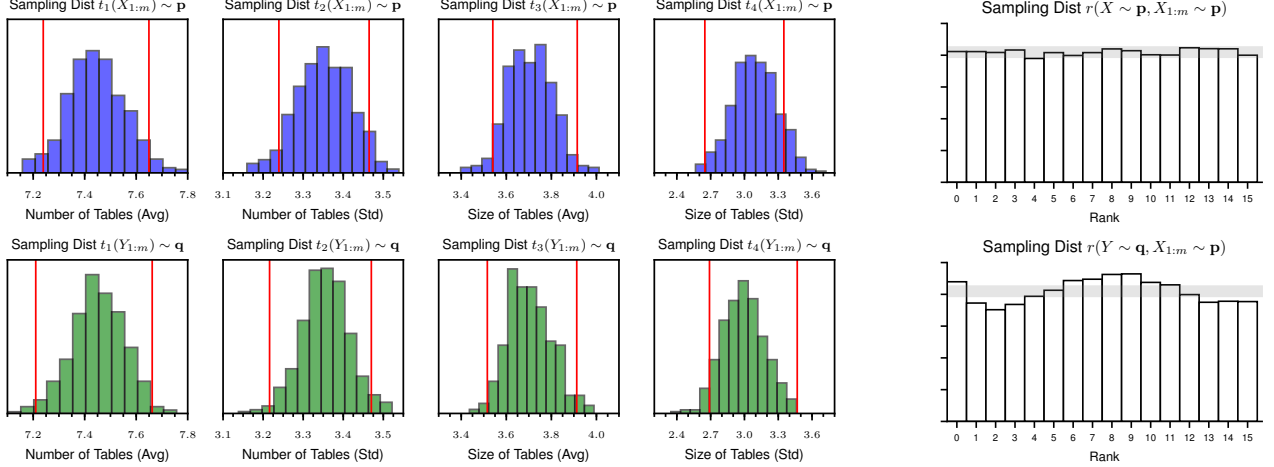 Sampling Dist t₁(X₁:ₘ) ∼ p
Sampling Dist t₂(X₁:ₘ) ∼ p
Sampling Dist t₃(X₁:ₘ) ∼ p
Sampling Dist t₄(X₁:ₘ) ∼ p
Sampling Dist r(X ∼ p, X₁:ₘ ∼ p)
7.2 7.4 7.6 7.8
3.1 3.2 3.3 3.4 3.5
3.4 3.6 3.8 4.0
2.4 2.7 3.0 3.3 3.6
0 1 2 3 4 5 6 7 8 9 10 11 12 13 14 15
Number of Tables (Avg)
Number of Tables (Std)
Size of Tables (Avg)
Size of Tables (Std)
Rank
Sampling Dist t₁(Y₁:ₘ) ∼ q
Sampling Dist t₂(Y₁:ₘ) ∼ q
Sampling Dist t₃(Y₁:ₘ) ∼ q
Sampling Dist t₄(Y₁:ₘ) ∼ q
Sampling Dist r(Y ∼ q, X₁:ₘ ∼ p)
7.2 7.4 7.6 7.8
3.1 3.2 3.3 3.4 3.5
3.4 3.6 3.8 4.0
2.4 2.7 3.0 3.3 3.6
0 1 2 3 4 5 6 7 8 9 10 11 12 13 14 15
Number of Tables (Avg)
Number of Tables (Std)
Size of Tables (Avg)
Size of Tables (Std)
Rank